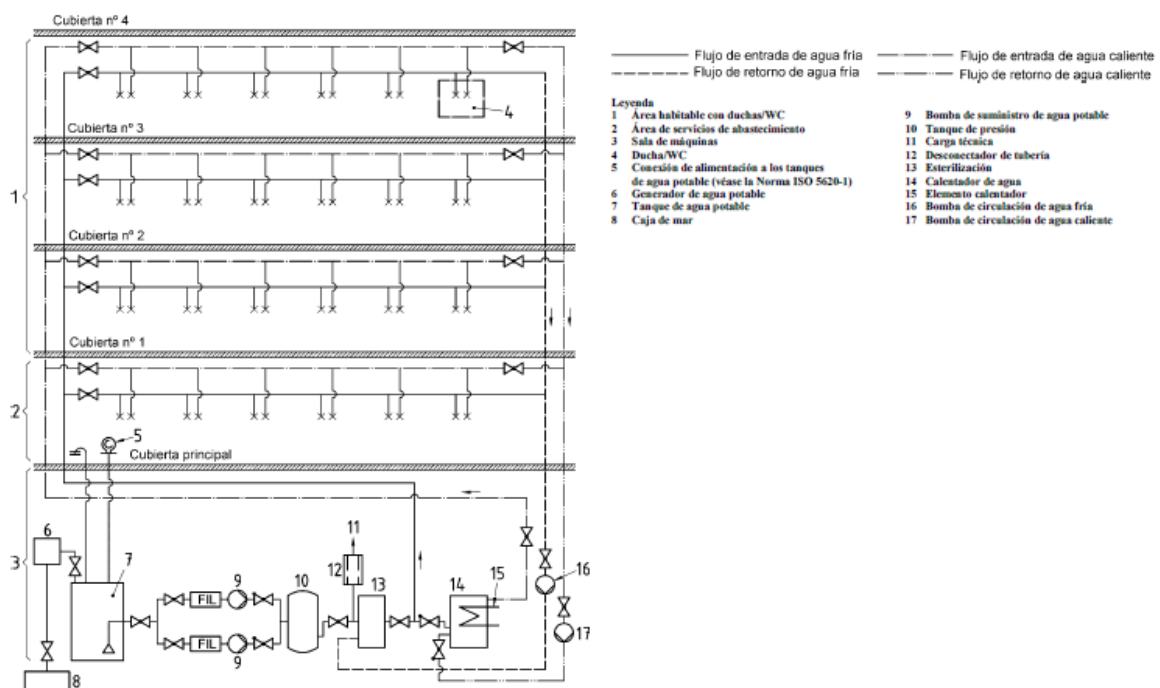 Cubierta nº 4
4
Cubierta nº 3
1
Cubierta nº 2
Cubierta nº 1
2
5
Cubierta principal
3
6
7
FIL
9
FIL
9
10
11
12
13
14
15
16
17
8
Flujo de entrada de agua fría
Flujo de retorno de agua fría
Flujo de entrada de agua caliente
Flujo de retorno de agua caliente
Leyenda
1 Área habitable con duchas/WC
2 Área de servicios de abastecimiento
3 Sala de máquinas
4 Ducha/WC
5 Conexión de alimentación a los tanques
de agua potable (véase la Norma ISO 5620-1)
6 Generador de agua potable
7 Tanque de agua potable
8 Caja de mar
9 Bomba de suministro de agua potable
10 Tanque de presión
11 Carga técnica
12 Desconectador de tubería
13 Esterilización
14 Calentador de agua
15 Elemento calentador
16 Bomba de circulación de agua fría
17 Bomba de circulación de agua caliente